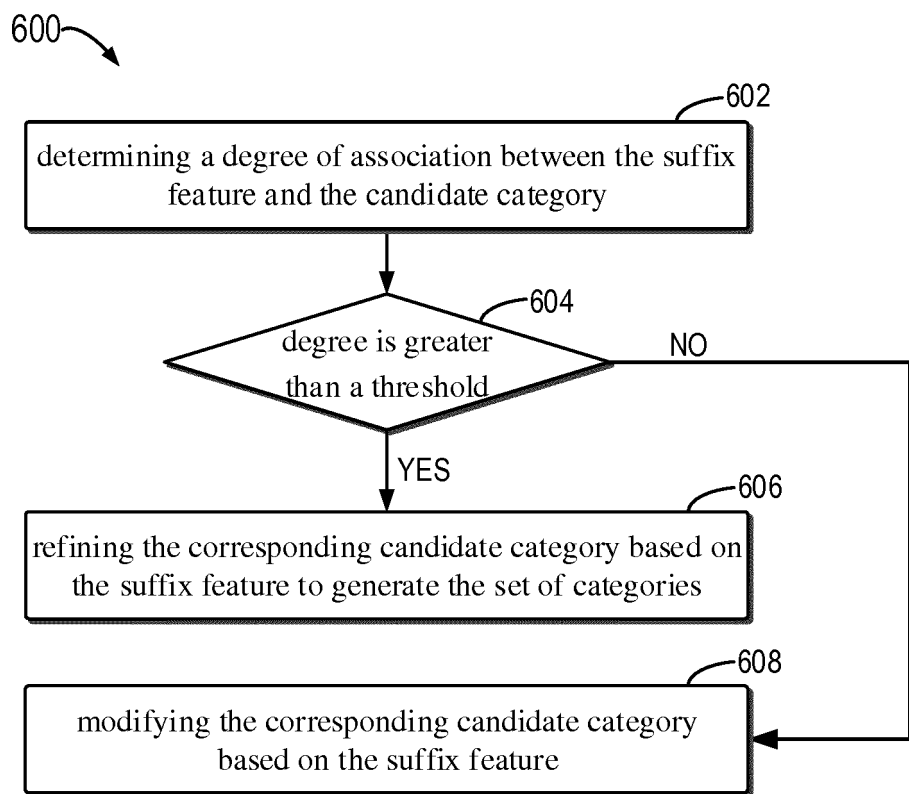 600
602
determining a degree of association between the suffix
feature and the candidate category
604
degree is greater
than a threshold
NO
YES
606
refining the corresponding candidate category based on
the suffix feature to generate the set of categories
608
modifying the corresponding candidate category
based on the suffix feature